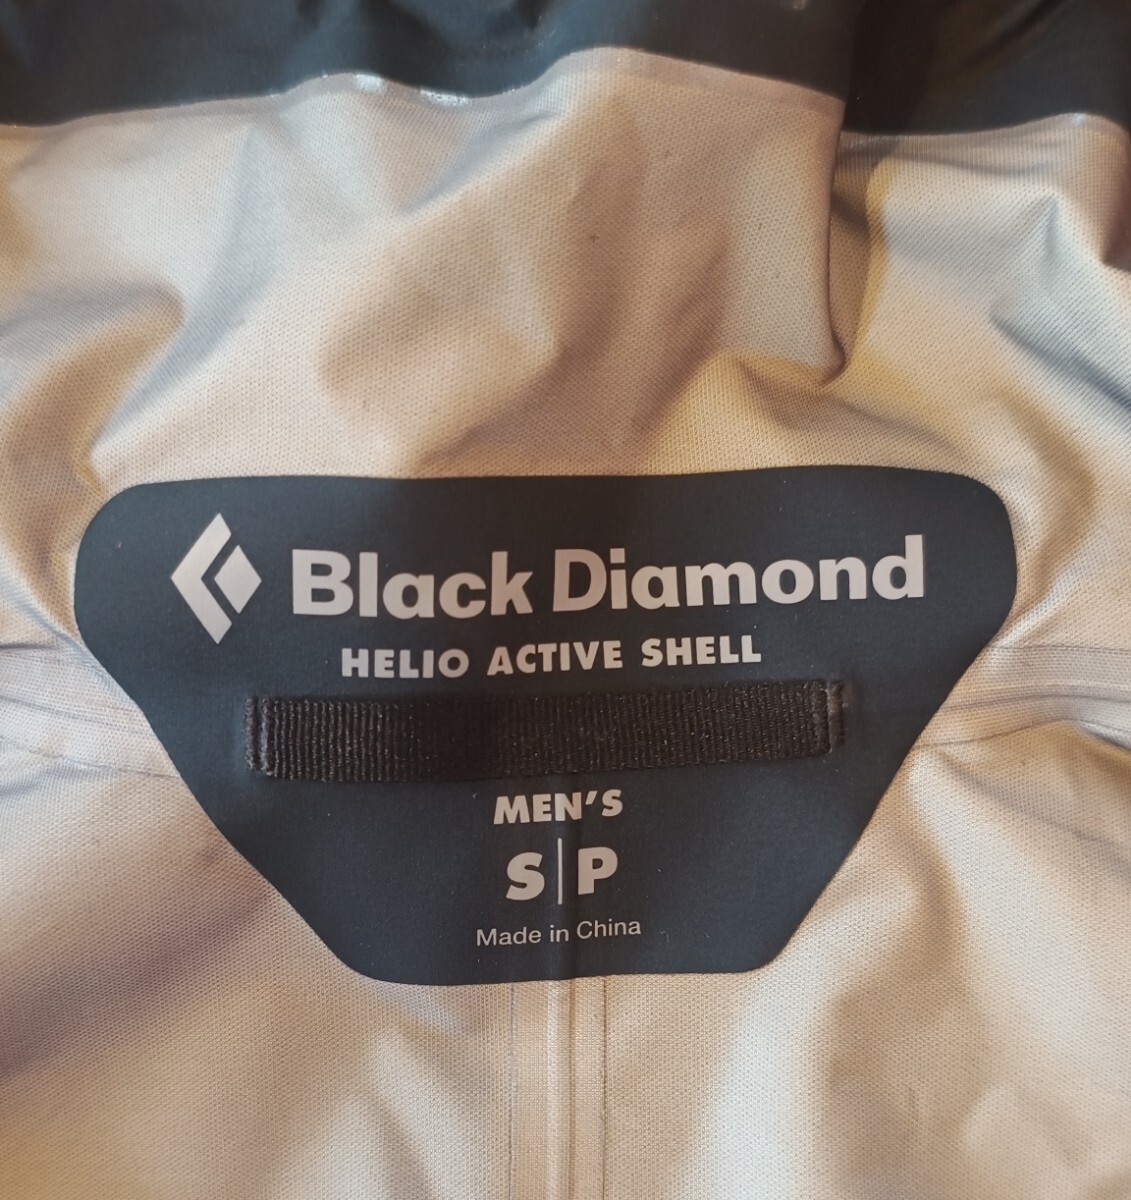 Black Diamond
HELIO ACTIVE SHELL
MEN'S
S|P
Made in China